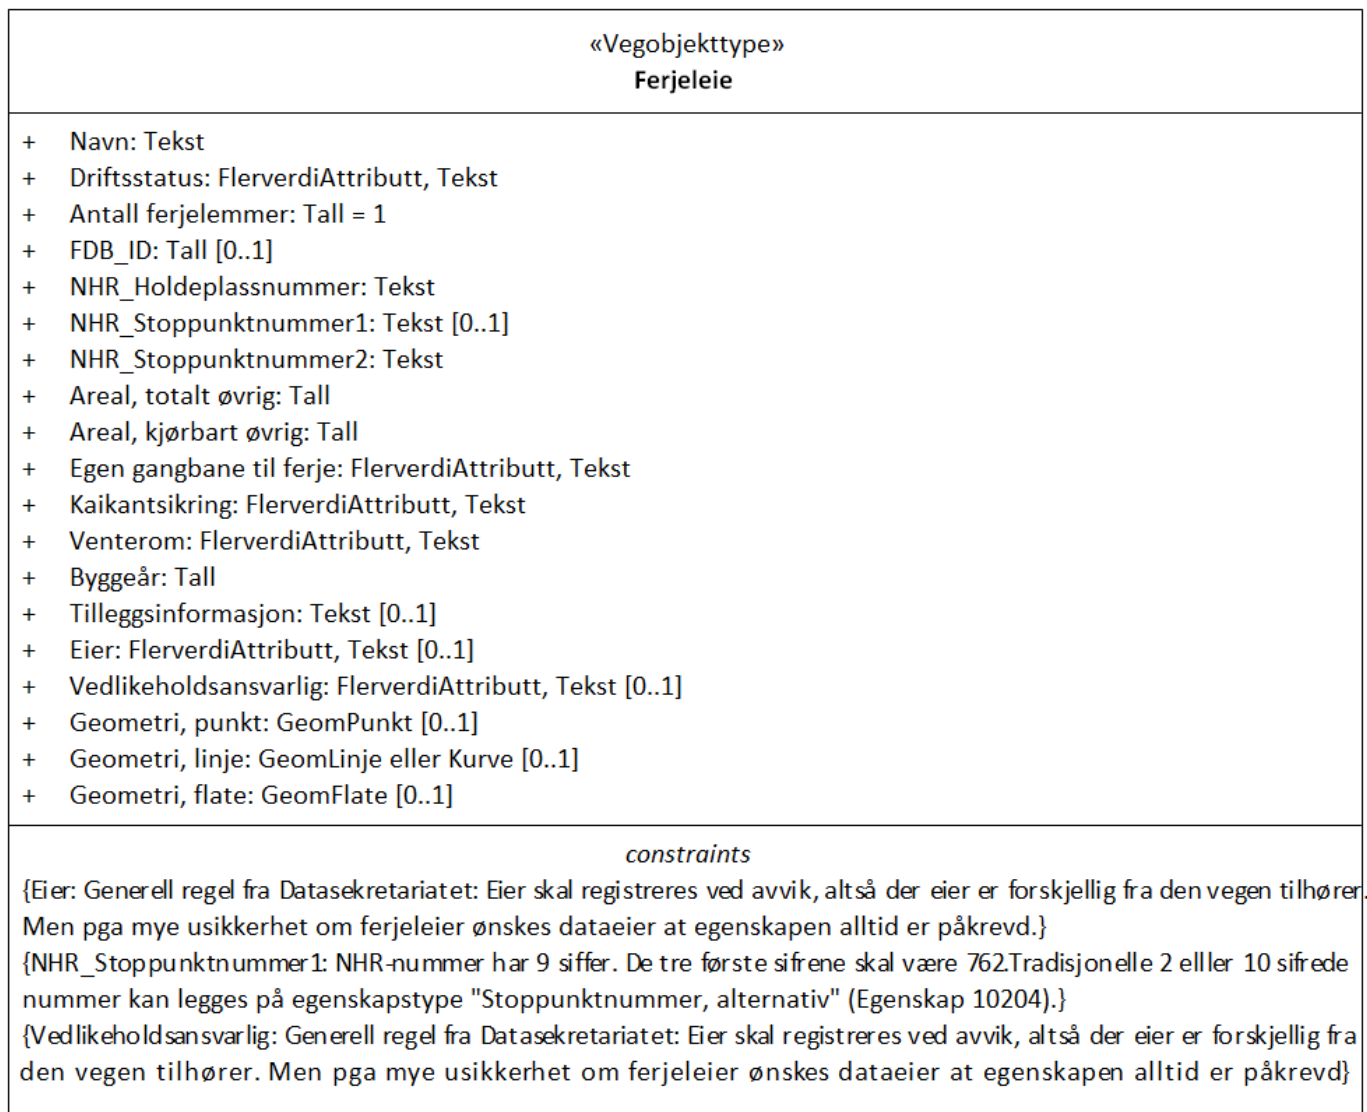 «Vegobjekttype»
Ferjeleie
+ Navn: Tekst
+ Driftsstatus: FlerverdiAttributt, Tekst
+ Antall ferjelemmer: Tall = 1
+ FDB_ID: Tall [0..1]
+ NHR_Holdeplassnummer: Tekst
+ NHR_Stoppunktnummer1: Tekst [0..1]
+ NHR_Stoppunktnummer2: Tekst
+ Areal, totalt øvrig: Tall
+ Areal, kjørbart øvrig: Tall
+ Egen gangbane til ferje: FlerverdiAttributt, Tekst
+ Kaikantsikring: FlerverdiAttributt, Tekst
+ Venterom: FlerverdiAttributt, Tekst
+ Byggeår: Tall
+ Tilleggsinformasjon: Tekst [0..1]
+ Eier: FlerverdiAttributt, Tekst [0..1]
+ Vedlikeholdsansvarlig: FlerverdiAttributt, Tekst [0..1]
+ Geometri, punkt: GeomPunkt [0..1]
+ Geometri, linje: GeomLinje eller Kurve [0..1]
+ Geometri, flate: GeomFlate [0..1]
constraints
{Eier: Generell regel fra Datasekretariatet: Eier skal registreres ved avvik, altså der eier er forskjellig fra den vegen tilhører.
Men pga mye usikkerhet om ferjeleier ønskes dataeier at egenskapen alltid er påkrevd.}
{NHR_Stoppunktnummer1: NHR-nummer har 9 siffer. De tre første sifrene skal være 762.Tradisjonelle 2 elller 10 sifrede
nummer kan legges på egenskapstype "Stoppunktnummer, alternativ" (Egenskap 10204).}
{Vedlikeholdsansvarlig: Generell regel fra Datasekretariatet: Eier skal registreres ved avvik, altså der eier er forskjellig fra
den vegen tilhører. Men pga mye usikkerhet om ferjeleier ønskes dataeier at egenskapen alltid er påkrevd}